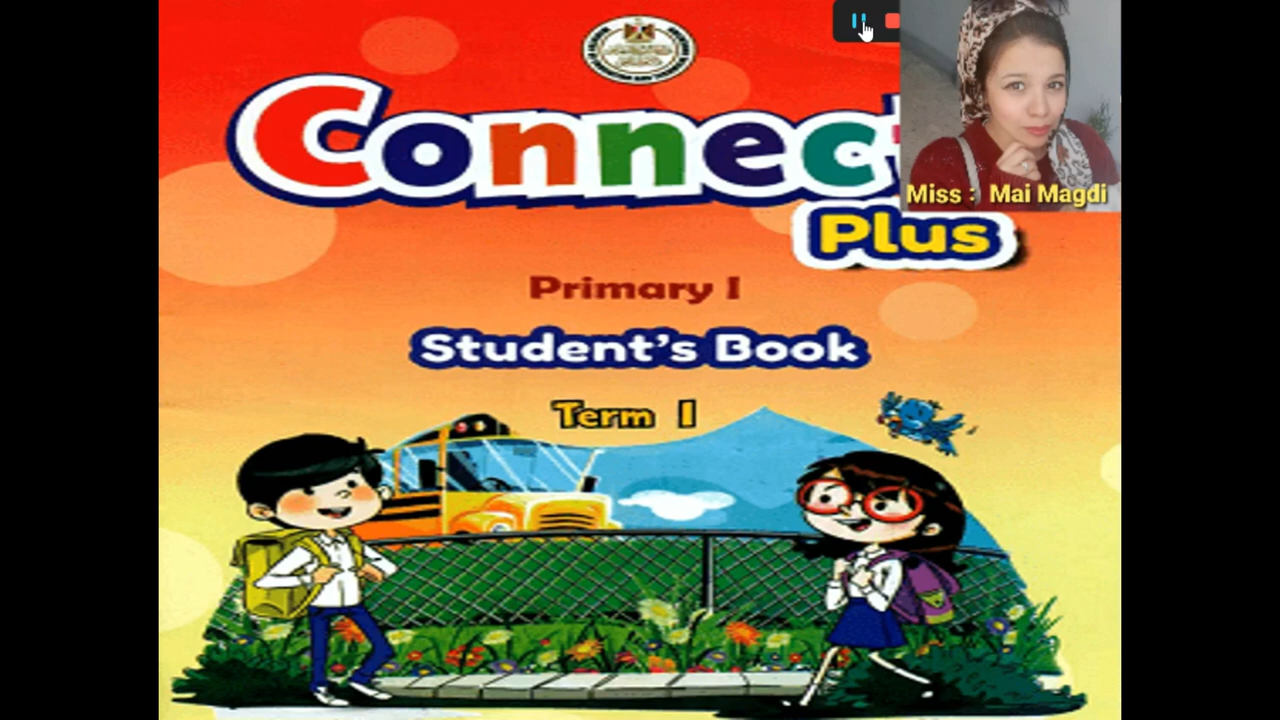 Connect
Plus
Miss : Mai Magdi
Primary 1
Student's Book
Term 1